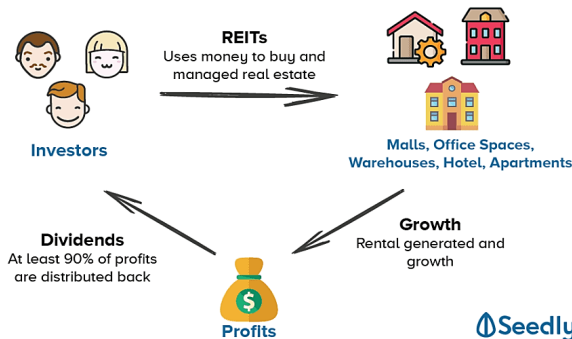 REITs
Uses money to buy and
managed real estate
Investors
Malls, Office Spaces,
Warehouses, Hotel, Apartments
Growth
Rental generated and
growth
Dividends
At least 90% of profits
are distributed back
$
Profits
Seedly